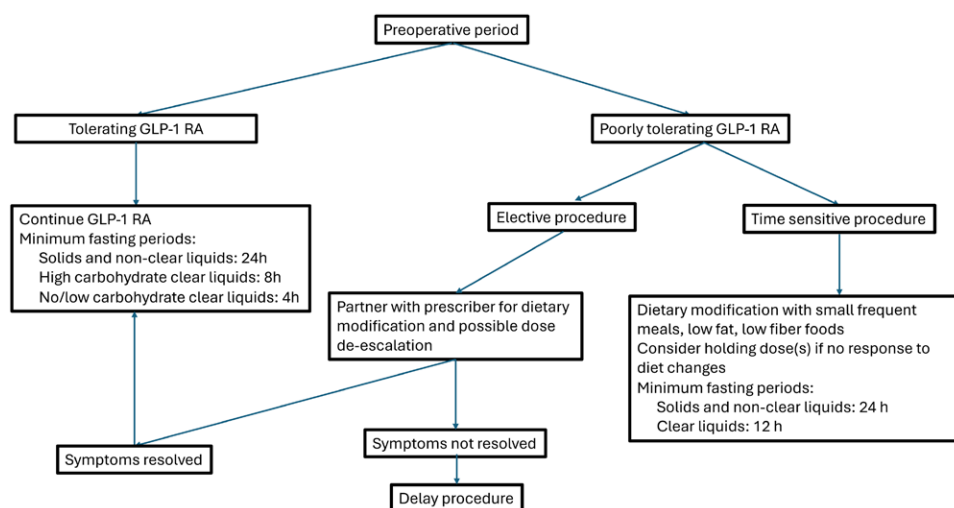 Preoperative period
Tolerating GLP-1 RA
Poorly tolerating GLP-1 RA
Continue GLP-1 RA
Minimum fasting periods:
Solids and non-clear liquids: 24h
High carbohydrate clear liquids: 8h
No/low carbohydrate clear liquids: 4h
Elective procedure
Time sensitive procedure
Partner with prescriber for dietary
modification and possible dose
de-escalation
Dietary modification with small frequent
meals, low fat, low fiber foods
Consider holding dose(s) if no response to
diet changes
Minimum fasting periods:
Solids and non-clear liquids: 24 h
Clear liquids: 12 h
Symptoms resolved
Symptoms not resolved
Delay procedure